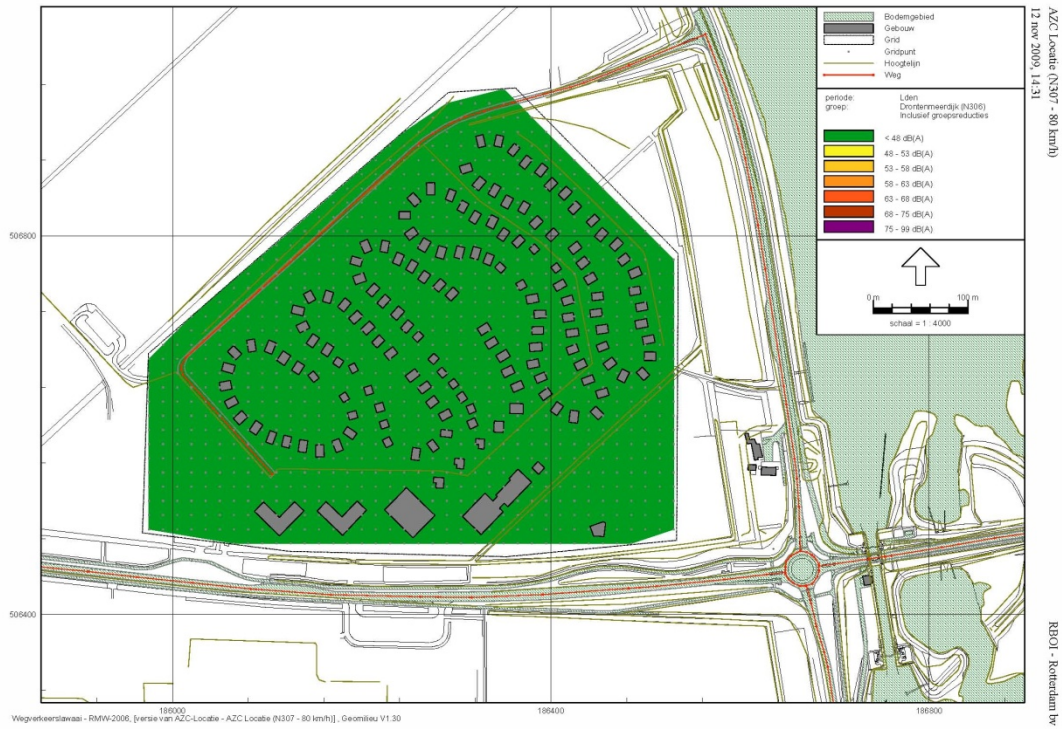 AZC Locatie (N307 - 80 km/h)
12 nov 2009, 14:31
Bodemgebied
Gebouw
Grid
Gridpunt
Hoogtelijn
Weg
periode: Lden
groep: Drontenmeerdijk (N306)
Inclusief groepsreducties
< 48 dB(A)
48 - 53 dB(A)
53 - 58 dB(A)
58 - 63 dB(A)
63 - 68 dB(A)
68 - 75 dB(A)
75 - 99 dB(A)
0 m 100 m
schaal = 1 : 4000
506800
506400
186000 186400 186800
Wegverkeerslawaai - RMW-2006, [versie van AZC-Locatie - AZC Locatie (N307 - 80 km/h)] , Geomilieu V1.30
RBOI - Rotterdam bv